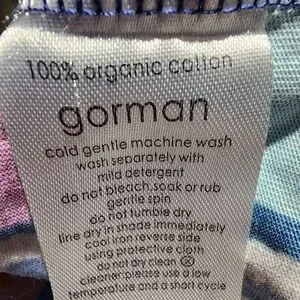 100% organic cotton
gorman
cold gentle machine wash
wash separately with
mild detergent
do not bleach,soak or rub
gentle spin
do not tumble dry
line dry in shade immediately
cool iron reverse side
using protective cloth
do not dry clean
cleaner please use a low
temperature and a short cycle